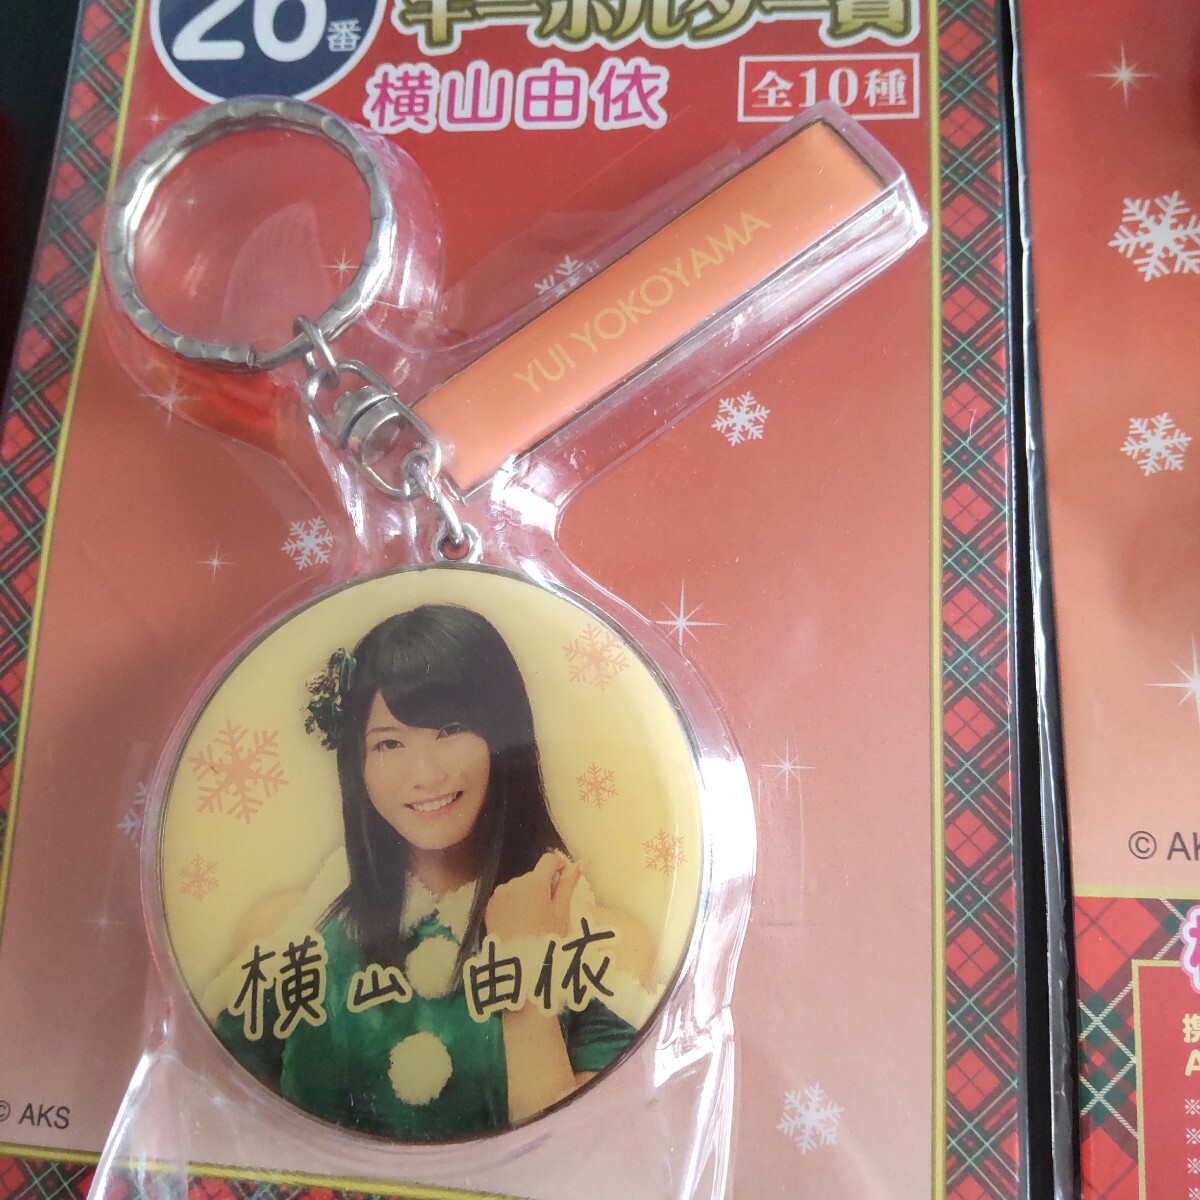 26番
キーホルダー賞
横山由依
全10種
YUI YOKOYAMA
横山 由依
© AKS
© AK